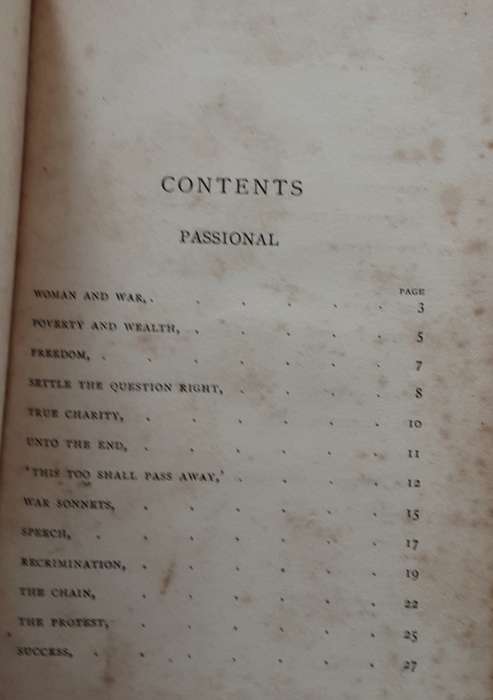 CONTENTS
PASSIONAL
PAGE
WOMAN AND WAR, . . . . . . 3
POVERTY AND WEALTH, . . . . . 5
FREEDOM, . . . . . . . 7
SETTLE THE QUESTION RIGHT, . . . . 8
TRUE CHARITY, . . . . . . 10
UNTO THE END, . . . . . . 11
'THIS TOO SHALL PASS AWAY,' . . . . 12
WAR SONNETS, . . . . . . 15
SPEECH, . . . . . . . 17
RECRIMINATION, . . . . . . 19
THE CHAIN, . . . . . . 22
THE PROTEST, . . . . . . 25
SUCCESS, . . . . . . . 27